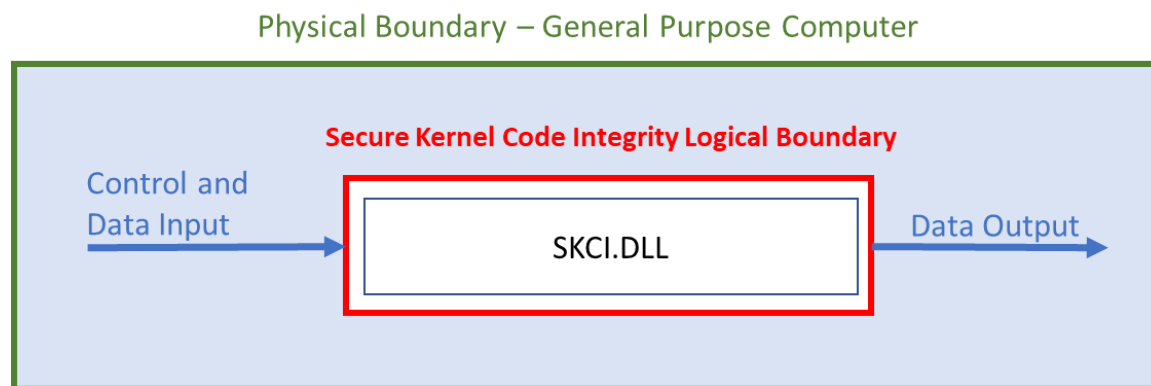 Physical Boundary – General Purpose Computer
Secure Kernel Code Integrity Logical Boundary
Control and
Data Input
SKCI.DLL
Data Output